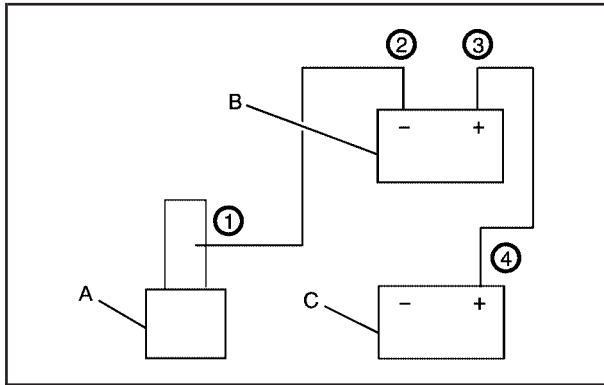 ② ③
B
− +
①
④
A
C
− +